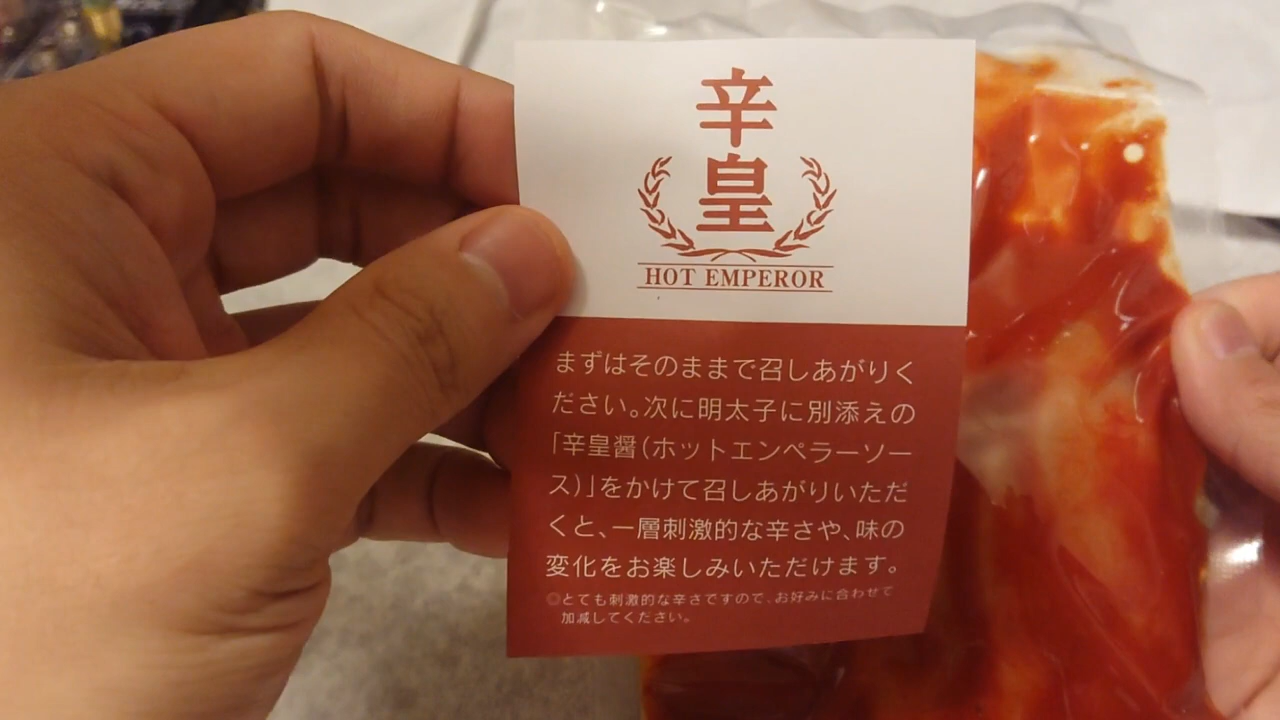 辛
皇
HOT EMPEROR
まずはそのままで召しあがりく
ださい。次に明太子に別添えの
「辛皇醤(ホットエンペラーソー
ス)」をかけて召しあがりいただ
くと、一層刺激的な辛さや、味の
変化をお楽しみいただけます。
◎とても刺激的な辛さですので、お好みに合わせて
加減してください。